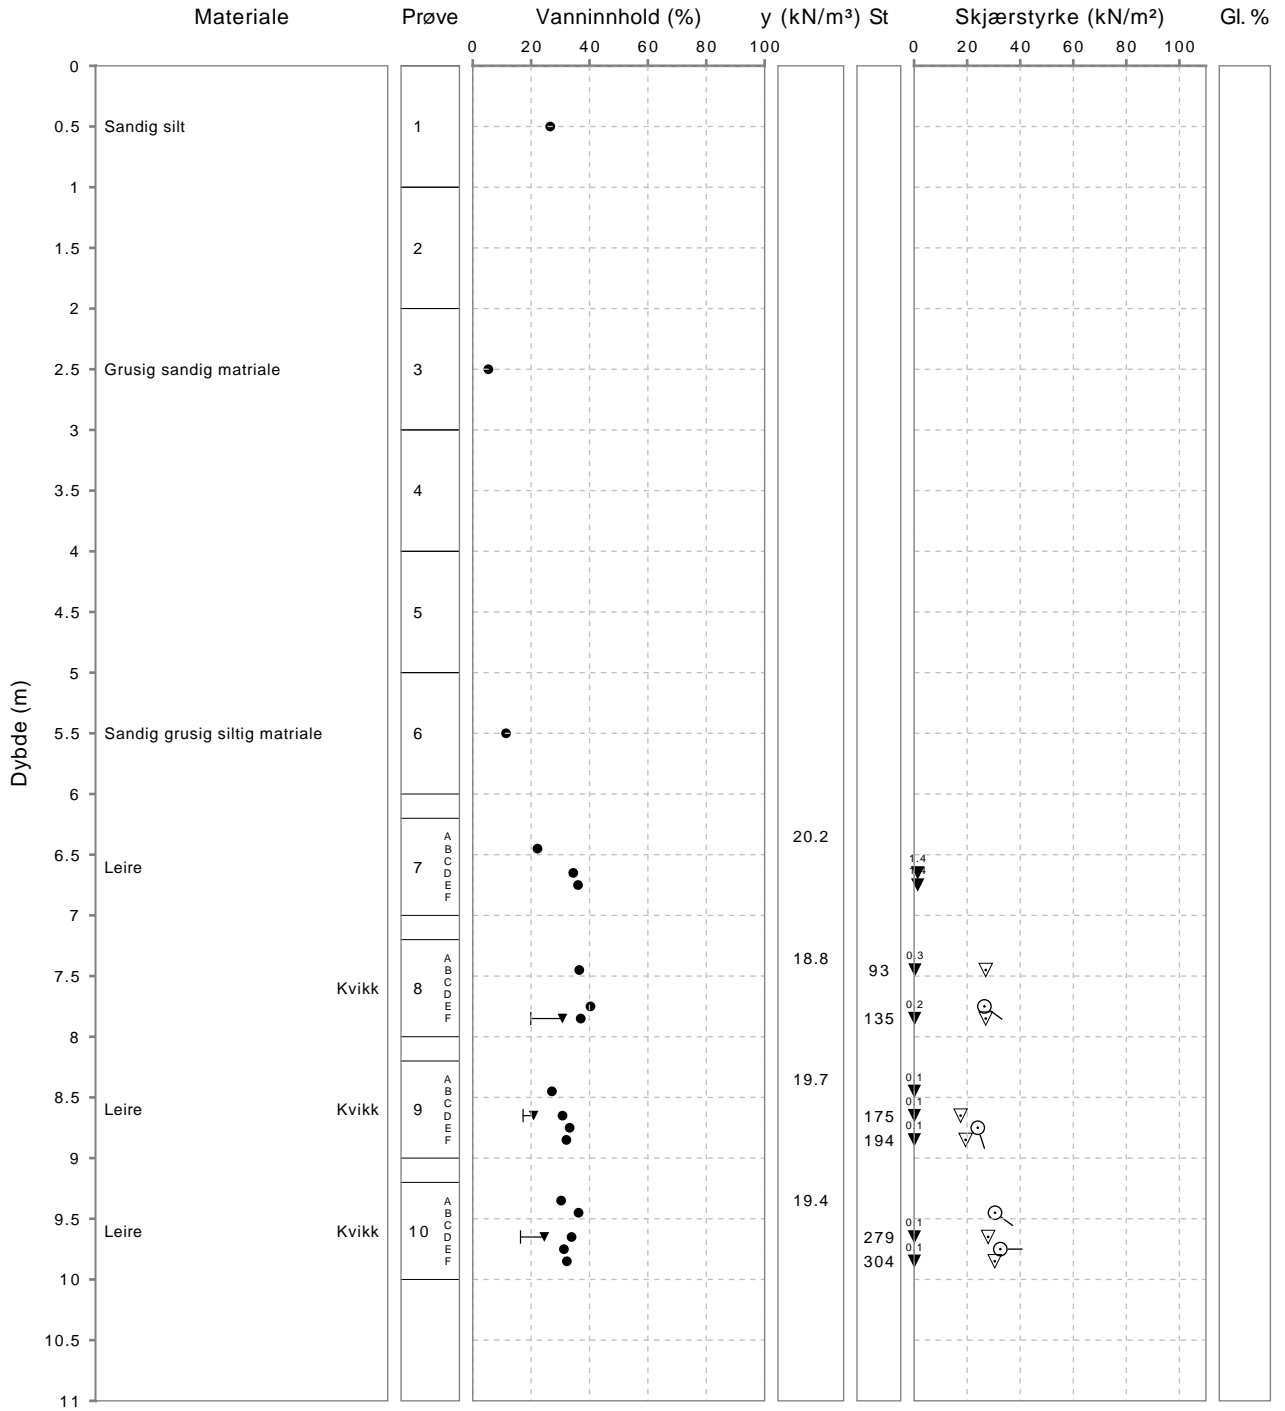 Materiale Prøve Vanninnhold (%) y (kN/m³) St Skjærstyrke (kN/m²) Gl. %
0 20 40 60 80 100 0 20 40 60 80 100
0
0.5 Sandig silt 1
1
1.5 2
2
2.5 Grusig sandig matriale 3
3
3.5 4
4
4.5 5
5
Dybde (m)
5.5 Sandig grusig siltig matriale 6
6
A 20.2
B
6.5 C 1.4
Leire 7 D 1.4
E
F
7
A 18.8
B 0.3
7.5 C 93
Kvikk 8 D
E 0.2
F 135
8
A 19.7 0.1
B
8.5 C 0.1
Leire Kvikk 9 D 175
E 0.1
F 194
9
A 19.4
B
9.5 C 0.1
Leire Kvikk 10 D 279
E 0.1
F 304
10
10.5
11